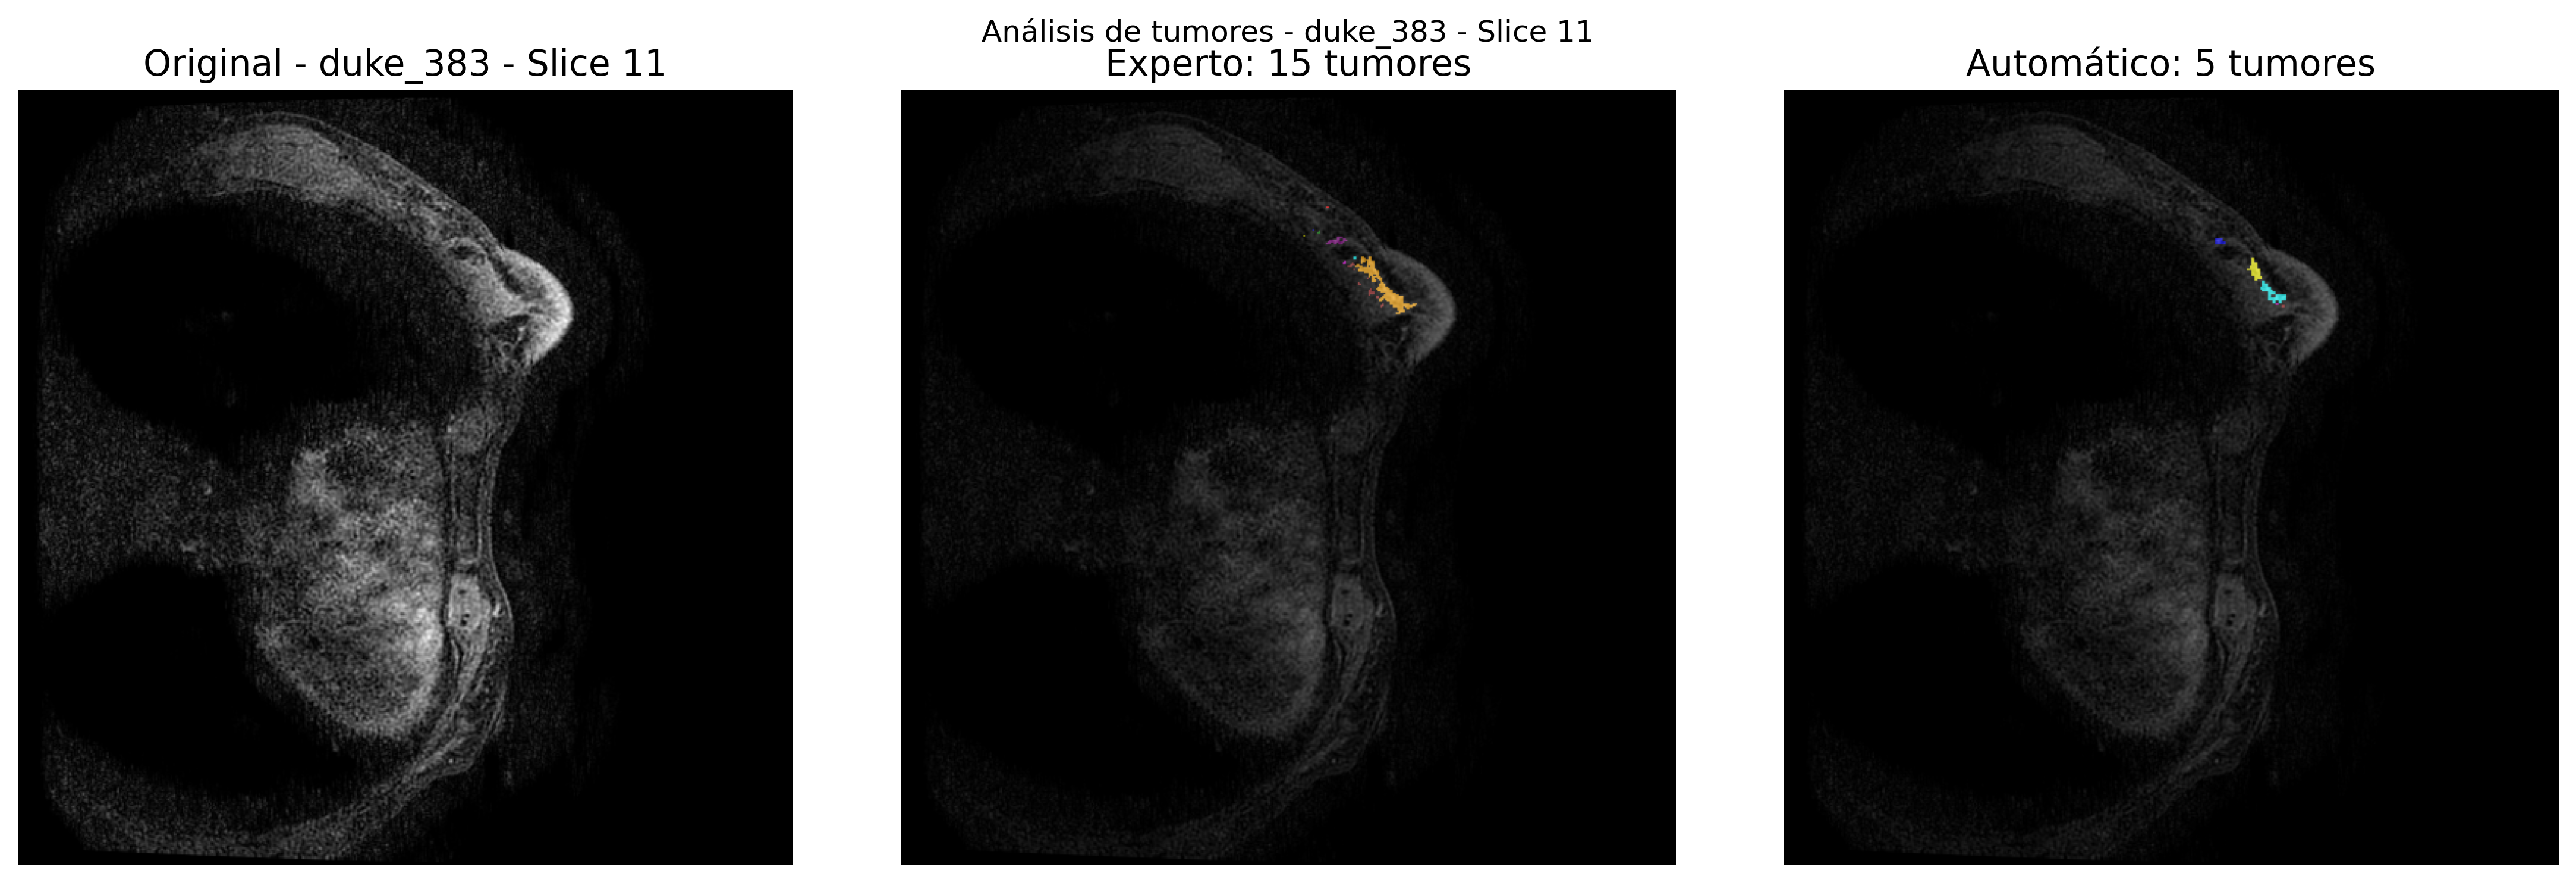 Análisis de tumores - duke_383 - Slice 11
Original - duke_383 - Slice 11
Experto: 15 tumores
Automático: 5 tumores